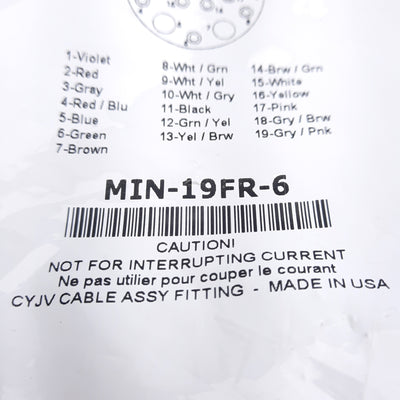 1-Violet
2-Red
3-Gray
4-Red / Blu
5-Blue
6-Green
7-Brown
8-Wht / Grn
9-Wht / Yel
10-Wht / Gry
11-Black
12-Grn / Yel
13-Yel / Brw
14-Brw / Grn
15-White
16-Yellow
17-Pink
18-Gry / Brw
19-Gry / Pnk
MIN-19FR-6
CAUTION!
NOT FOR INTERRUPTING CURRENT
Ne pas utilier pour couper le courant
CYJV CABLE ASSY FITTING - MADE IN USA